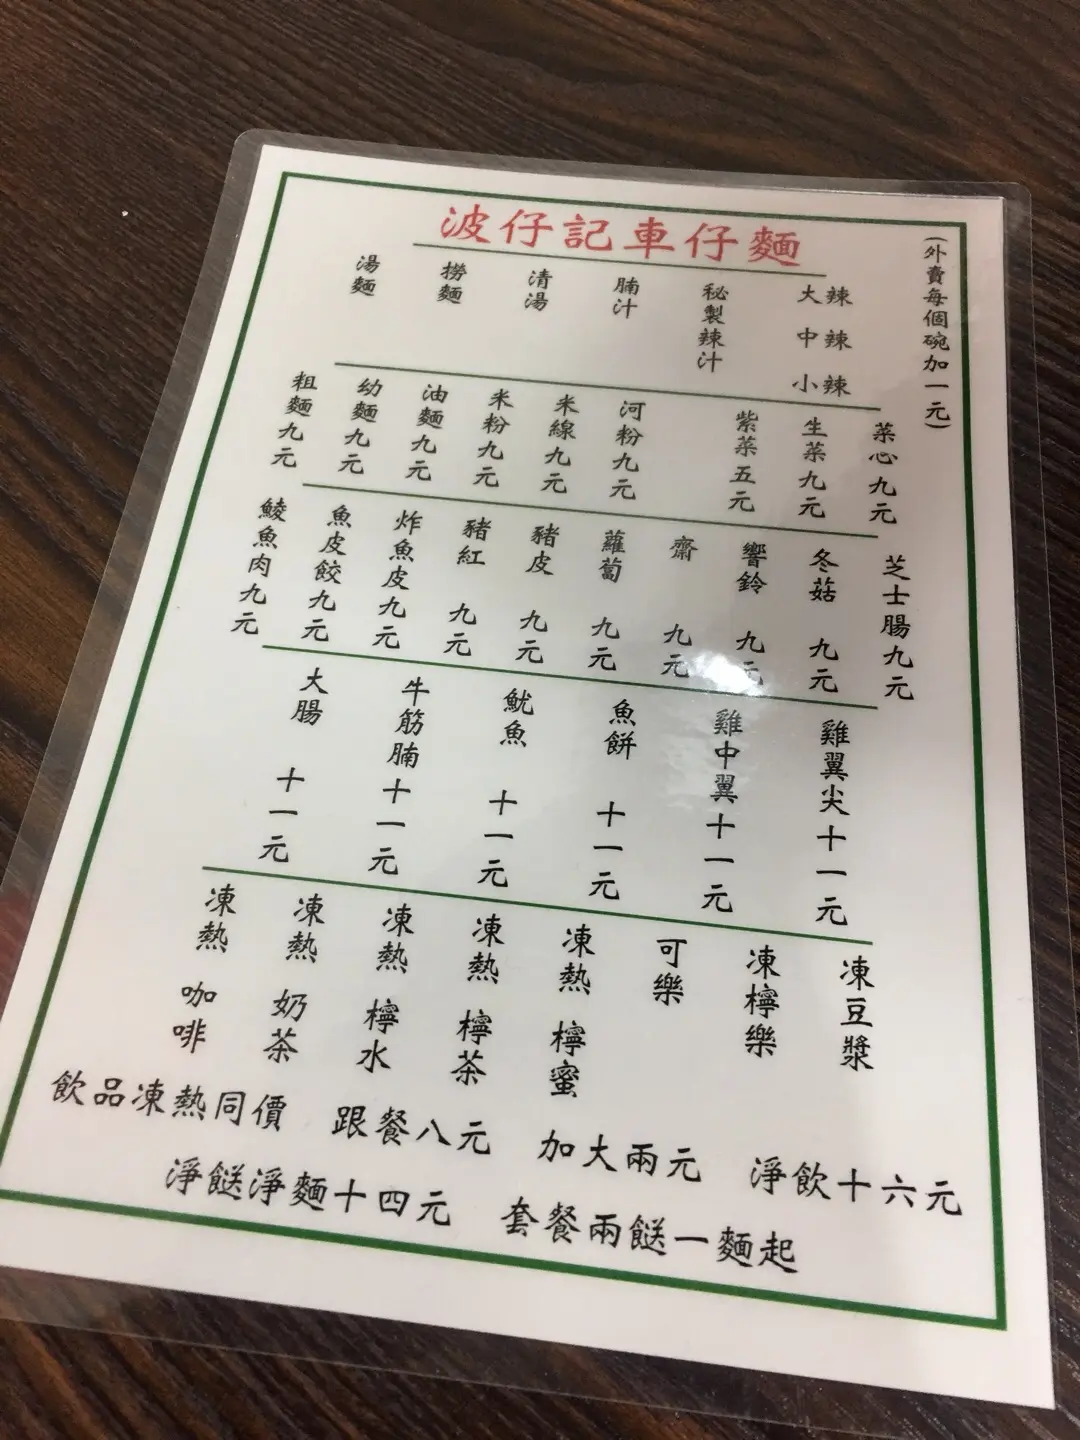 波仔記車仔麵
(外賣每個碗加一元)
湯麵
撈麵
清湯
腩汁
秘製辣汁
大辣
中辣
小辣
粗麵九元
幼麵九元
油麵九元
米粉九元
米線九元
河粉九元
紫菜五元
生菜九元
菜心九元
鯪魚肉九元
魚皮餃九元
炸魚皮九元
豬紅 九元
豬皮 九元
蘿蔔 九元
齋 九元
響鈴 九元
冬菇 九元
芝士腸九元
大腸 十一元
牛筋腩十一元
魷魚 十一元
魚餅 十一元
雞中翼十一元
雞翼尖十一元
凍熱 咖啡
凍熱 奶茶
凍熱 檸水
凍熱 檸茶
凍熱 檸蜜
可樂
凍檸樂
凍豆漿
飲品凍熱同價 跟餐八元 加大兩元 淨飲十六元
淨餸淨麵十四元 套餐兩餸一麵起